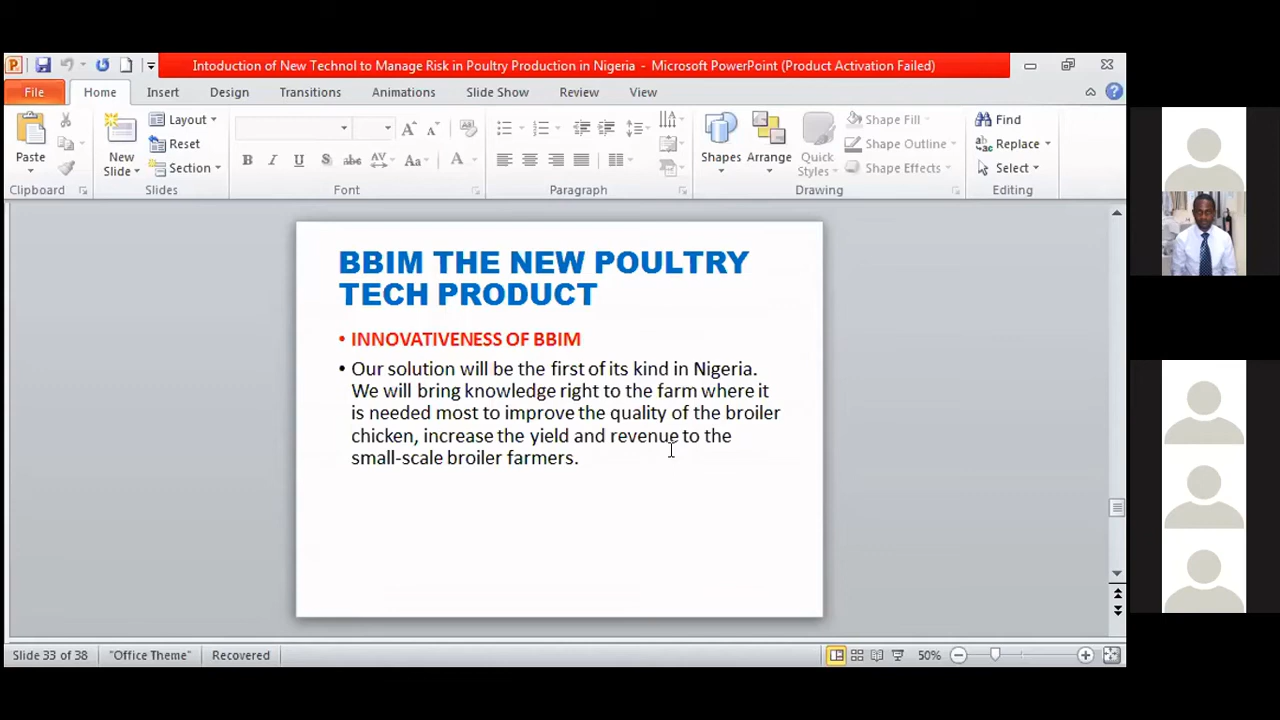 Intoduction of New Technol to Manage Risk in Poultry Production in Nigeria - Microsoft PowerPoint (Product Activation Failed)
File Home Insert Design Transitions Animations Slide Show Review View
Paste
Clipboard
New
Slide
Layout
Reset
Section
Slides
Font
Paragraph
Shapes
Arrange
Quick
Styles
Shape Fill
Shape Outline
Shape Effects
Drawing
Find
Replace
Select
Editing
BBIM THE NEW POULTRY
TECH PRODUCT
• INNOVATIVENESS OF BBIM
• Our solution will be the first of its kind in Nigeria.
We will bring knowledge right to the farm where it
is needed most to improve the quality of the broiler
chicken, increase the yield and revenue to the
small-scale broiler farmers.
Slide 33 of 38 "Office Theme" Recovered 50%